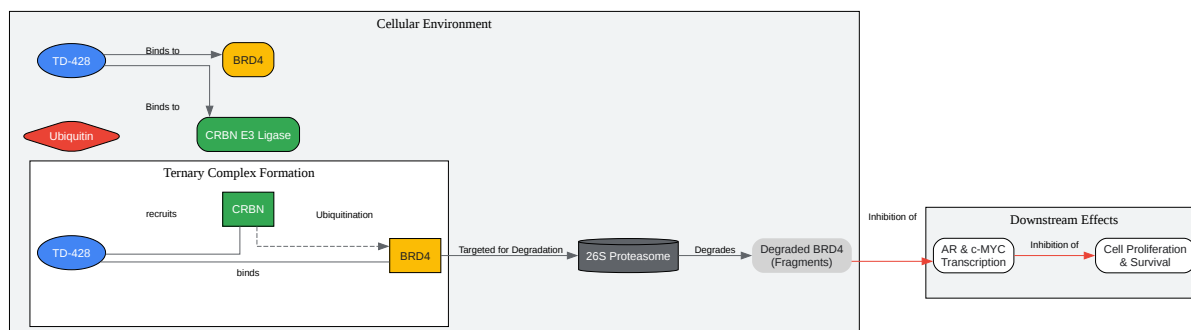 Cellular Environment
TD-428
Binds to
BRD4
Binds to
Ubiquitin
CRBN E3 Ligase
Ternary Complex Formation
recruits
CRBN
Ubiquitination
TD-428
binds
BRD4
Targeted for Degradation
26S Proteasome
Degrades
Degraded BRD4
(Fragments)
Inhibition of
Downstream Effects
AR & c-MYC
Transcription
Inhibition of
Cell Proliferation
& Survival